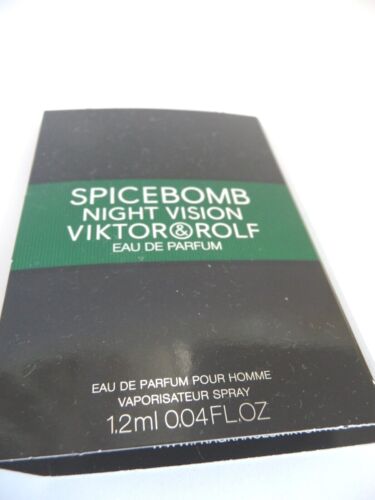 SPICEBOMB
NIGHT VISION
VIKTOR&ROLF
EAU DE PARFUM
EAU DE PARFUM POUR HOMME
VAPORISATEUR SPRAY
1.2ml 0.04FL.OZ